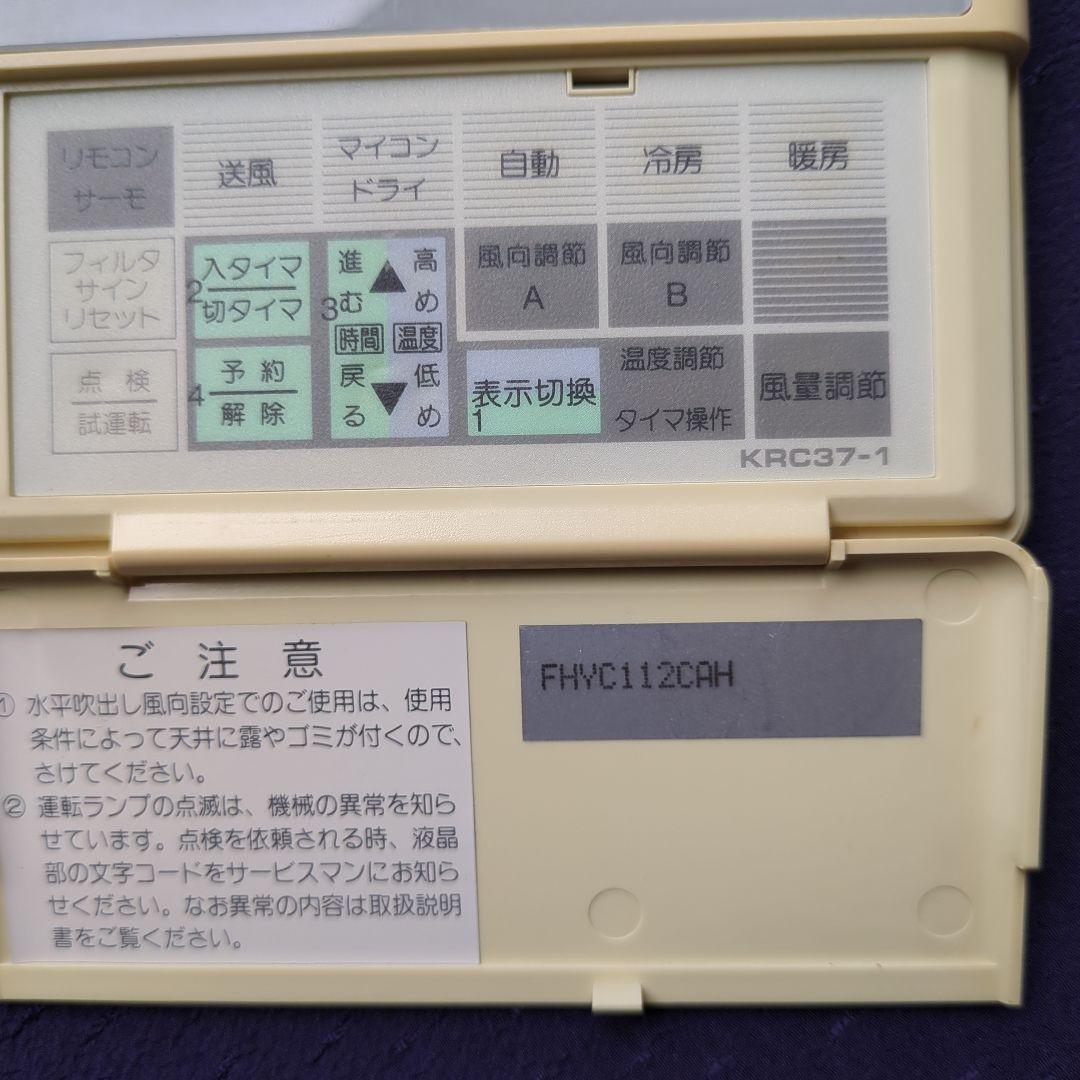 リモコン
サーモ
送風
マイコン
ドライ
自動
冷房
暖房
フィルタ
サイン
リセット
2
入タイマ
切タイマ
3
進む
高め
時間
温度
戻る
低め
風向調節
A
風向調節
B
点検
試運転
4
予約
解除
表示切換
1
温度調節
タイマ操作
風量調節
KRC37-1
ご注意
① 水平吹出し風向設定でのご使用は、使用
条件によって天井に露やゴミが付くので、
さけてください。
② 運転ランプの点滅は、機械の異常を知ら
せています。点検を依頼される時、液晶
部の文字コードをサービスマンにお知ら
せください。なお異常の内容は取扱説明
書をご覧ください。
FHYC112CAH